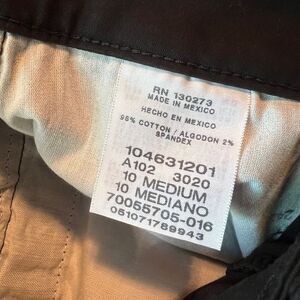 RN 130273
MADE IN MEXICO
HECHO EN MEXICO
98% COTTON / ALGODON 2%
SPANDEX
104631201
A102 3020
10 MEDIUM
10 MEDIANO
70055705-016
051071789943